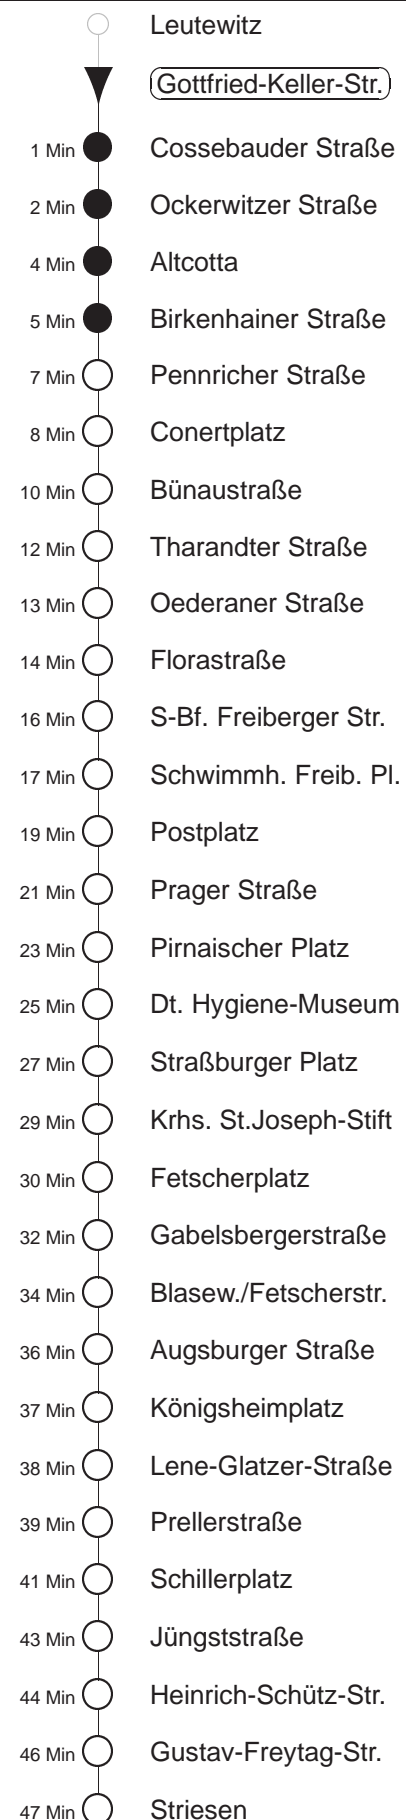 Leutewitz
Gottfried-Keller-Str.
1 Min Cossebauder Straße
2 Min Ockerwitzer Straße
4 Min Altcotta
5 Min Birkenhainer Straße
7 Min Pennricher Straße
8 Min Conertplatz
10 Min Bünaustraße
12 Min Tharandter Straße
13 Min Oederaner Straße
14 Min Florastraße
16 Min S-Bf. Freiberger Str.
17 Min Schwimmh. Freib. Pl.
19 Min Postplatz
21 Min Prager Straße
23 Min Pirnaischer Platz
25 Min Dt. Hygiene-Museum
27 Min Straßburger Platz
29 Min Krhs. St.Joseph-Stift
30 Min Fetscherplatz
32 Min Gabelsbergerstraße
34 Min Blasew./Fetscherstr.
36 Min Augsburger Straße
37 Min Königsheimplatz
38 Min Lene-Glatzer-Straße
39 Min Prellerstraße
41 Min Schillerplatz
43 Min Jüngststraße
44 Min Heinrich-Schütz-Str.
46 Min Gustav-Freytag-Str.
47 Min Striesen